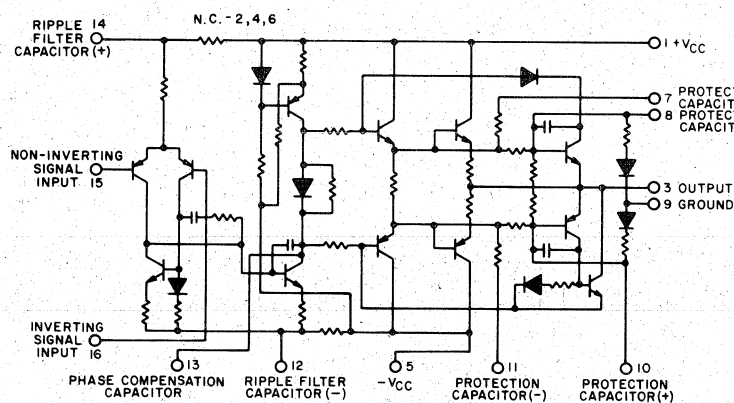 N.C. - 2,4,6
RIPPLE 14
FILTER
CAPACITOR (+)
1 +VCC
7 PROTEC
CAPACIT
8 PROTEC
CAPACIT
NON-INVERTING
SIGNAL
INPUT 15
3 OUTPUT
9 GROUND
INVERTING
SIGNAL
INPUT 16
13
PHASE COMPENSATION
CAPACITOR
12
RIPPLE FILTER
CAPACITOR (-)
5
-VCC
11
PROTECTION
CAPACITOR (-)
10
PROTECTION
CAPACITOR (+)